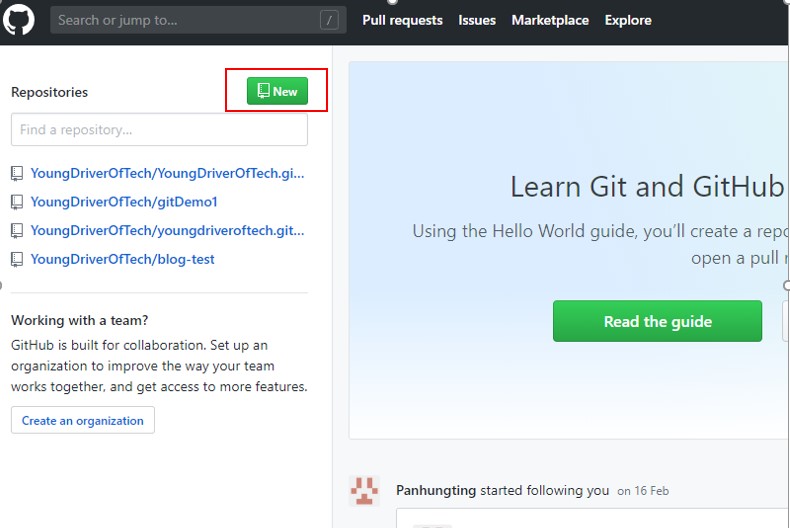 Search or jump to...
/
Pull requests
Issues
Marketplace
Explore
Repositories
New
Find a repository...
YoungDriverOfTech/YoungDriverOfTech.gi...
YoungDriverOfTech/gitDemo1
YoungDriverOfTech/youngdriveroftech.git...
YoungDriverOfTech/blog-test
Working with a team?
GitHub is built for collaboration. Set up an
organization to improve the way your team
works together, and get access to more features.
Create an organization
Learn Git and GitHub
Using the Hello World guide, you’ll create a repo
open a pull
Read the guide
Panhungting started following you on 16 Feb